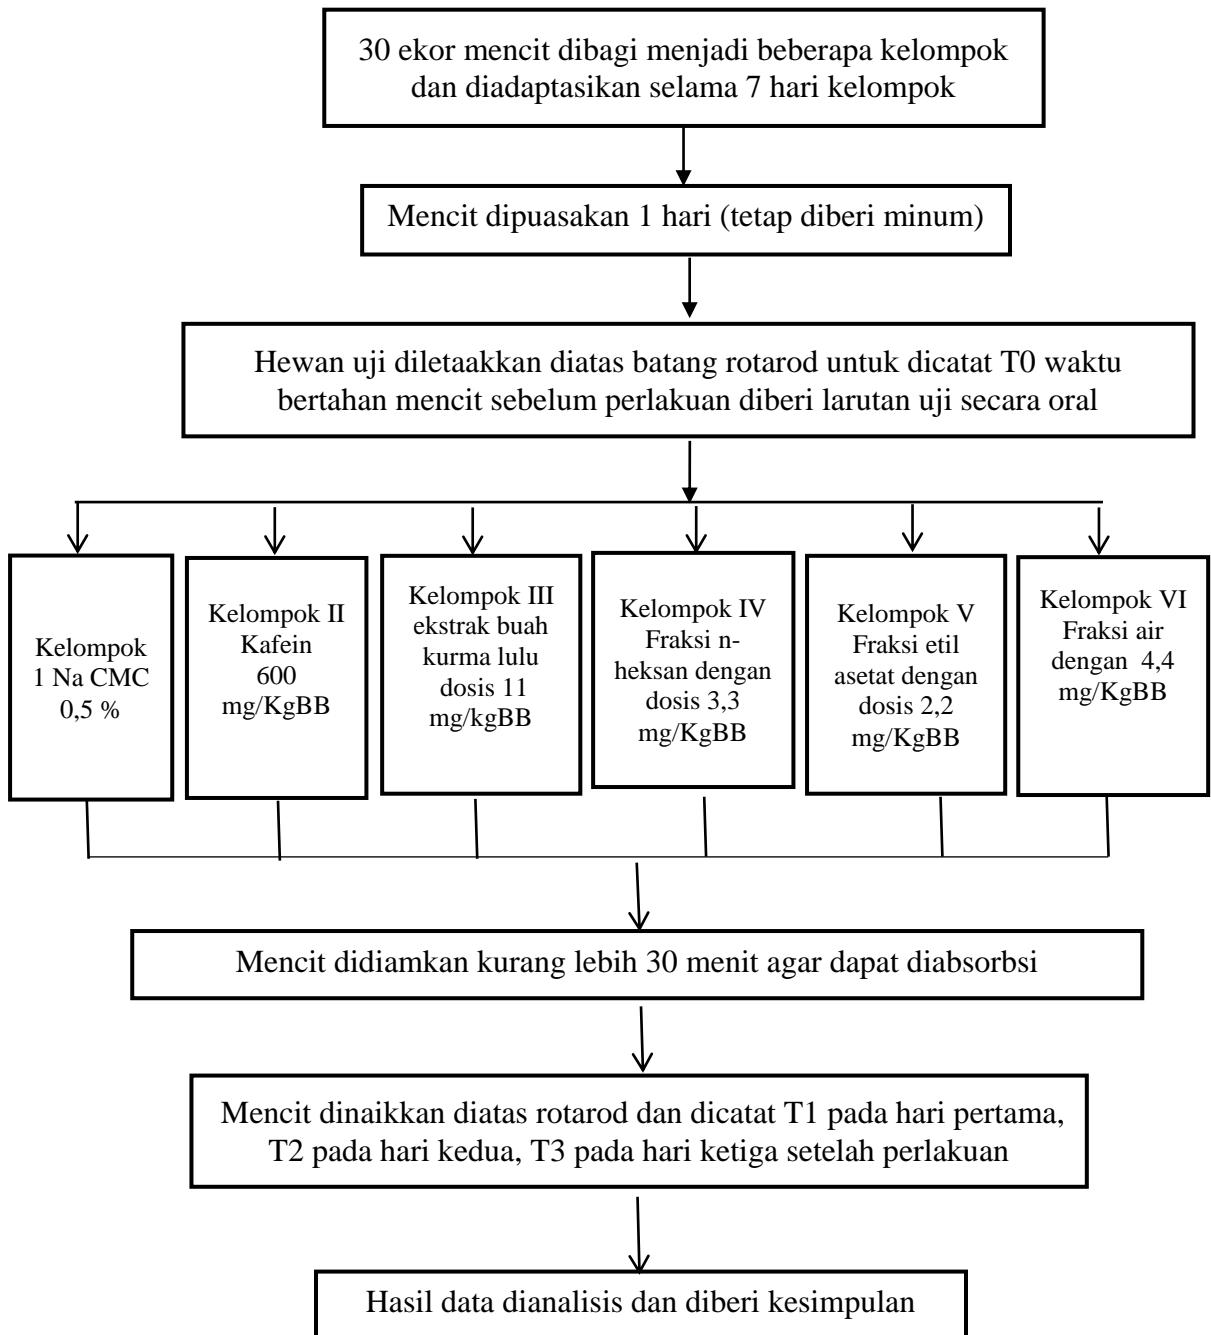 30 ekor mencit dibagi menjadi beberapa kelompok
dan diadaptasikan selama 7 hari kelompok
Mencit dipuasakan 1 hari (tetap diberi minum)
Hewan uji diletaakkan diatas batang rotarod untuk dicatat T0 waktu
bertahan mencit sebelum perlakuan diberi larutan uji secara oral
Kelompok
1 Na CMC
0,5 %
Kelompok II
Kafein
600
mg/KgBB
Kelompok III
ekstrak buah
kurma lulu
dosis 11
mg/kgBB
Kelompok IV
Fraksi n-
heksan dengan
dosis 3,3
mg/KgBB
Kelompok V
Fraksi etil
asetat dengan
dosis 2,2
mg/KgBB
Kelompok VI
Fraksi air
dengan 4,4
mg/KgBB
Mencit didiamkan kurang lebih 30 menit agar dapat diabsorbsi
Mencit dinaikkan diatas rotarod dan dicatat T1 pada hari pertama,
T2 pada hari kedua, T3 pada hari ketiga setelah perlakuan
Hasil data dianalisis dan diberi kesimpulan